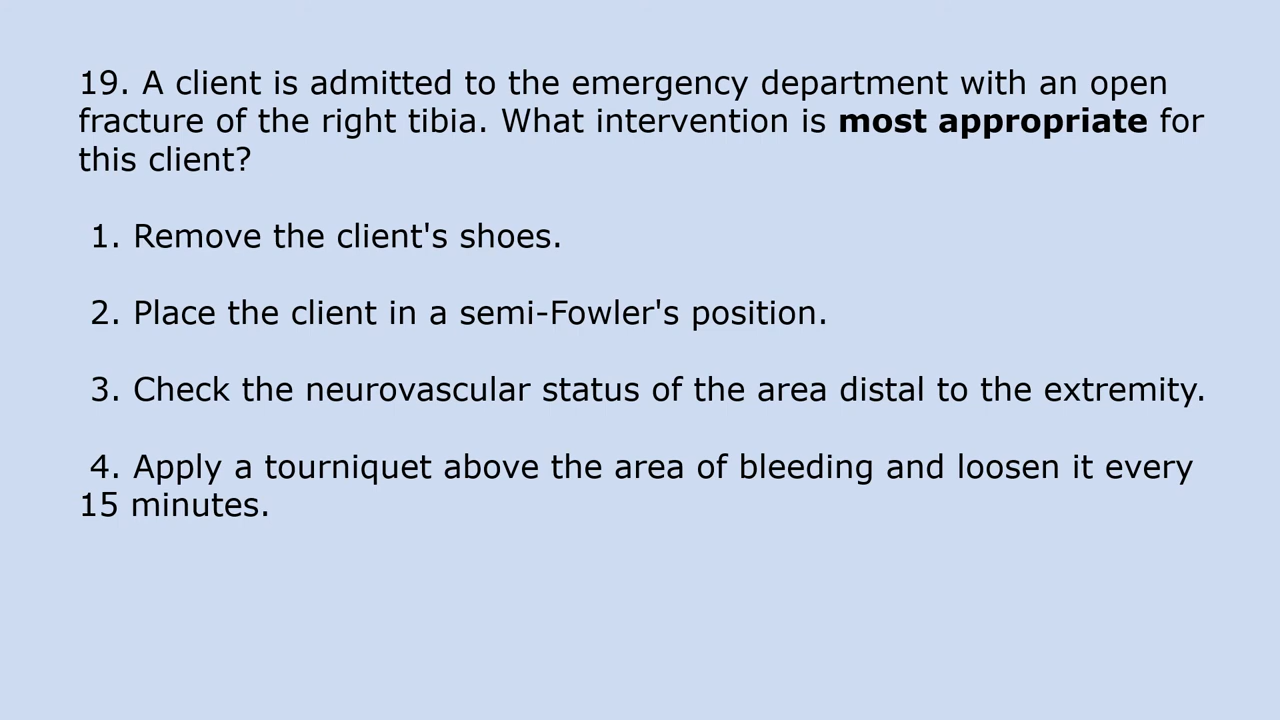 19. A client is admitted to the emergency department with an open
fracture of the right tibia. What intervention is most appropriate for
this client?
1. Remove the client's shoes.
2. Place the client in a semi-Fowler's position.
3. Check the neurovascular status of the area distal to the extremity.
4. Apply a tourniquet above the area of bleeding and loosen it every
15 minutes.